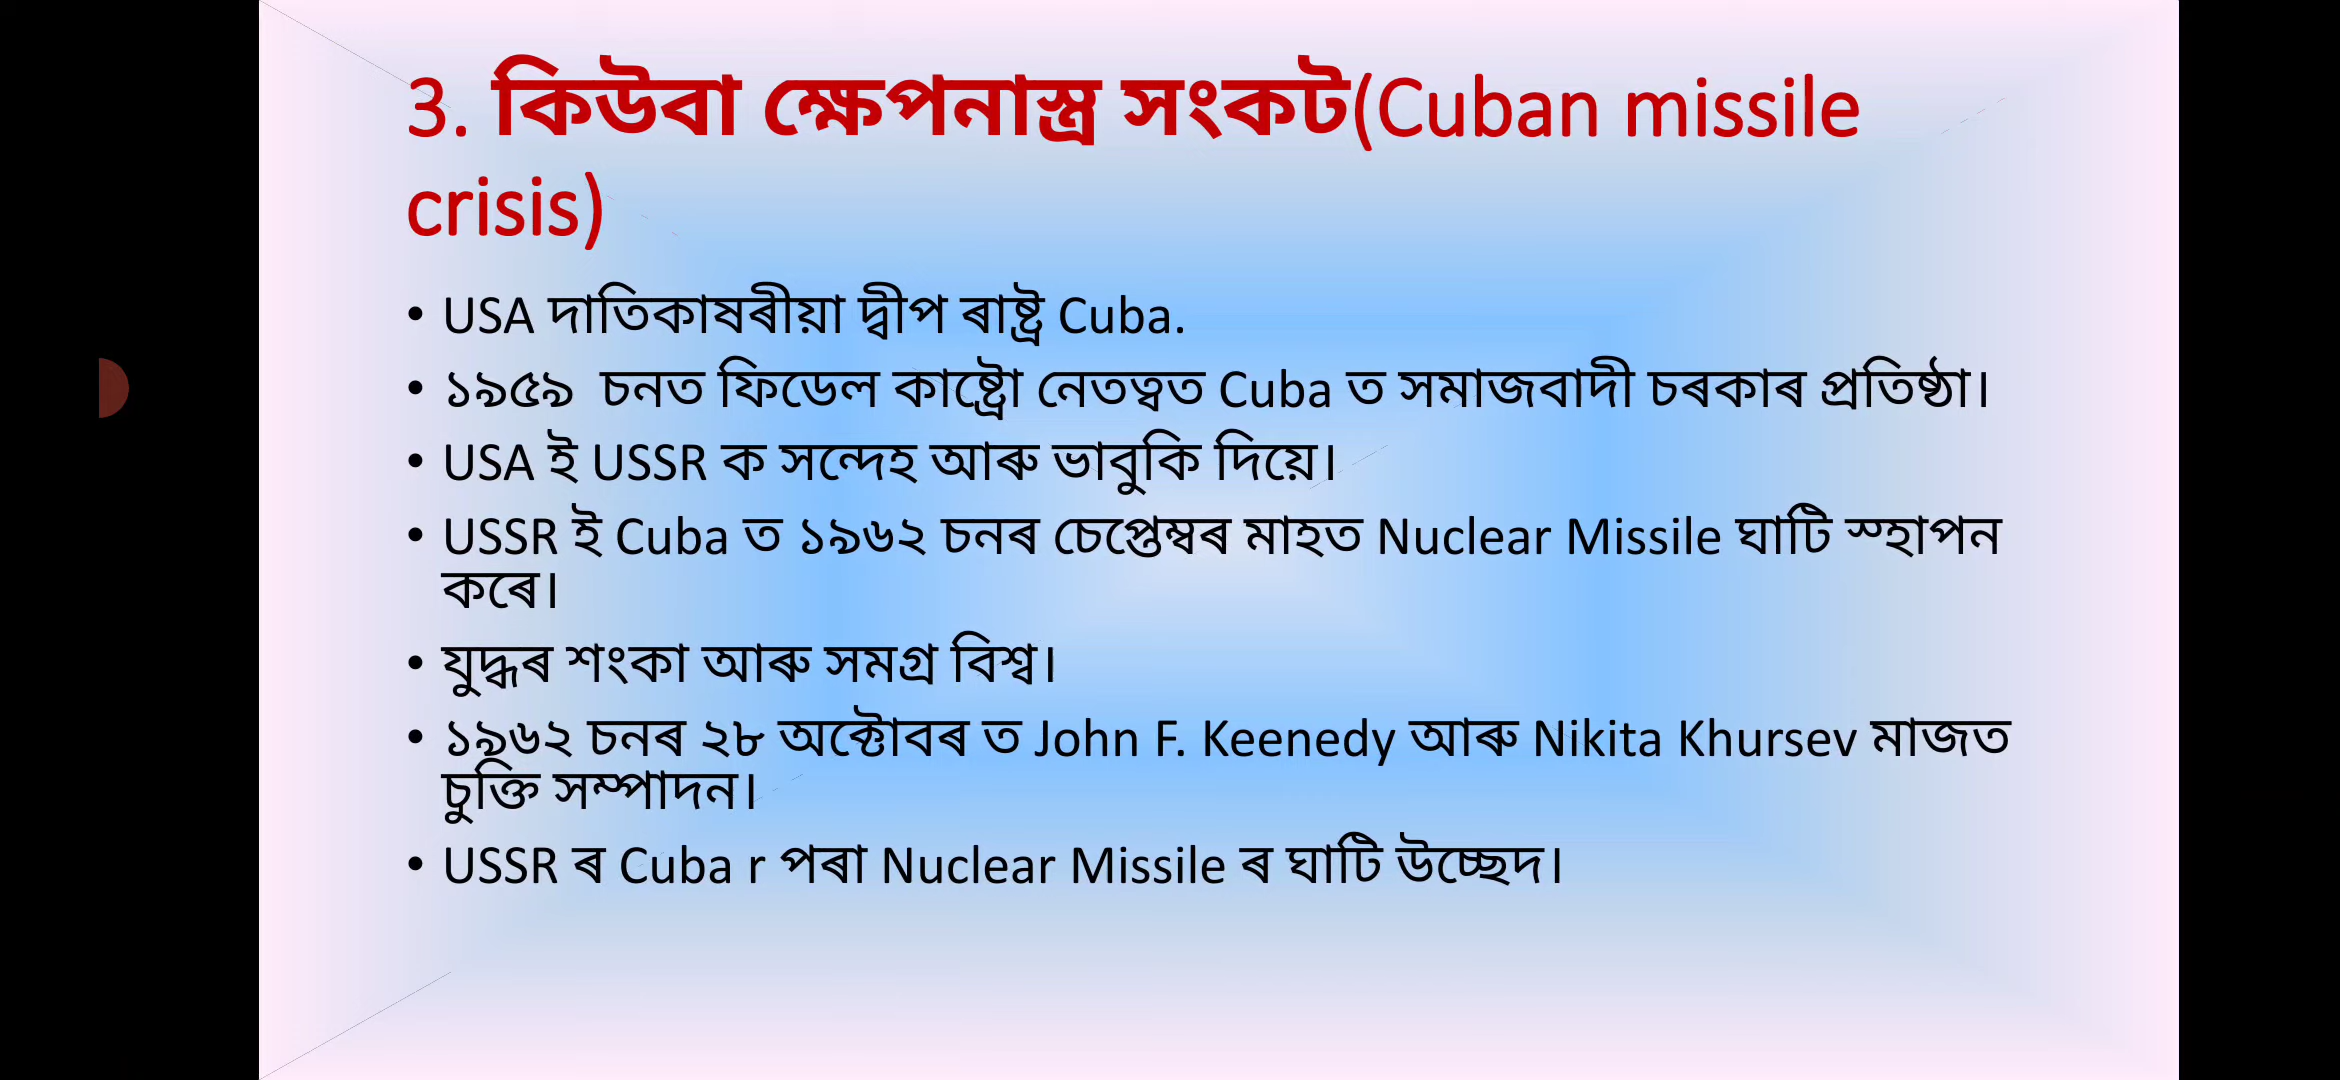 3. কিউবা ক্ষেপনাস্ত্ৰ সংকট(Cuban missile
crisis)
• USA দাতিকাষৰীয়া দ্বীপ ৰাষ্ট্ৰ Cuba.
• ১৯৫৯ চনত ফিডেল কাষ্ট্ৰো নেতত্বত Cuba ত সমাজবাদী চৰকাৰ প্ৰতিষ্ঠা।
• USA ই USSR ক সন্দেহ আৰু ভাবুকি দিয়ে।
• USSR ই Cuba ত ১৯৬২ চনৰ চেপ্তেম্বৰ মাহত Nuclear Missile ঘাটি স্হাপন
কৰে।
• যুদ্ধৰ শংকা আৰু সমগ্ৰ বিশ্ব।
• ১৯৬২ চনৰ ২৮ অক্টোবৰ ত John F. Keenedy আৰু Nikita Khursev মাজত
চুক্তি সম্পাদন।
• USSR ৰ Cuba r পৰা Nuclear Missile ৰ ঘাটি উচ্ছেদ।